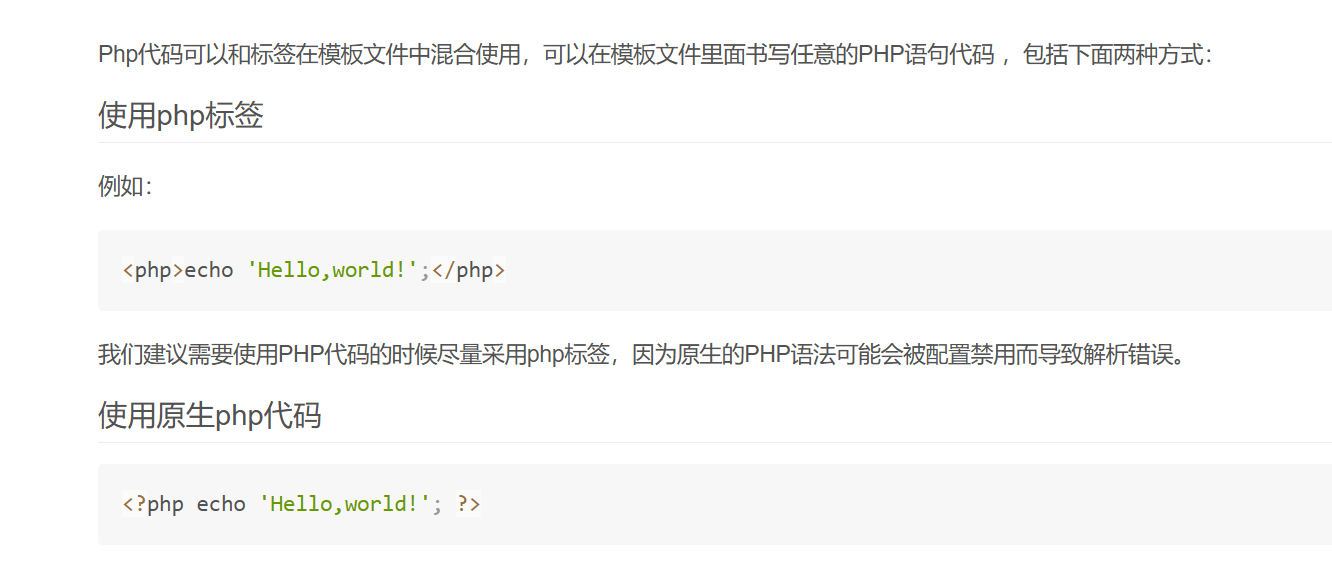 Php代码可以和标签在模板文件中混合使用，可以在模板文件里面书写任意的PHP语句代码 ，包括下面两种方式：
使用php标签
例如：
<php>echo 'Hello,world!';</php>
我们建议需要使用PHP代码的时候尽量采用php标签，因为原生的PHP语法可能会被配置禁用而导致解析错误。
使用原生php代码
<?php echo 'Hello,world!'; ?>